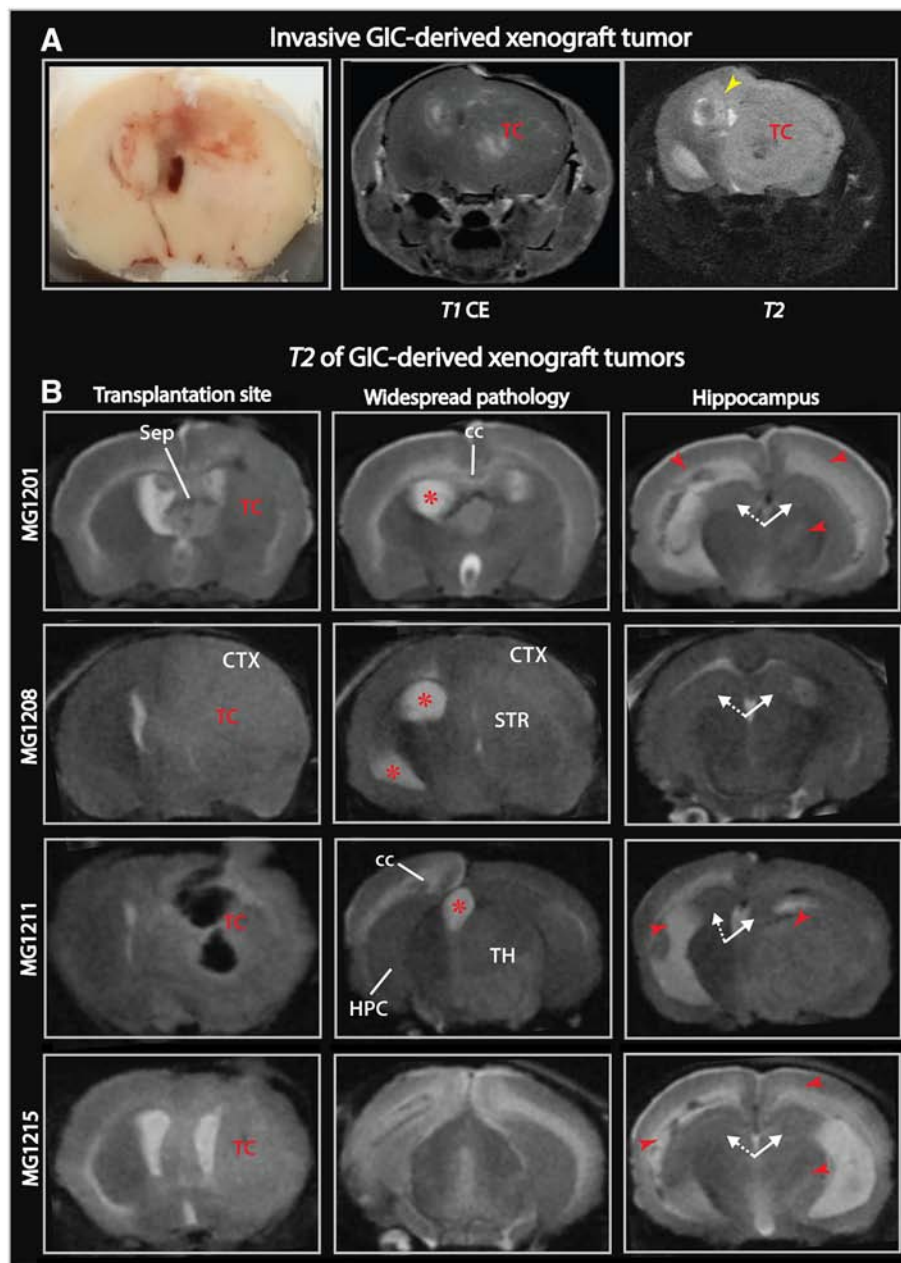 A
Invasive GIC-derived xenograft tumor
TC
TC
T1 CE
T2
T2 of GIC-derived xenograft tumors
B
Transplantation site
Widespread pathology
Hippocampus
MG1201
Sep
TC
cc
*
MG1208
CTX
TC
CTX
*
STR
*
MG1211
TC
cc
*
TH
HPC
MG1215
TC